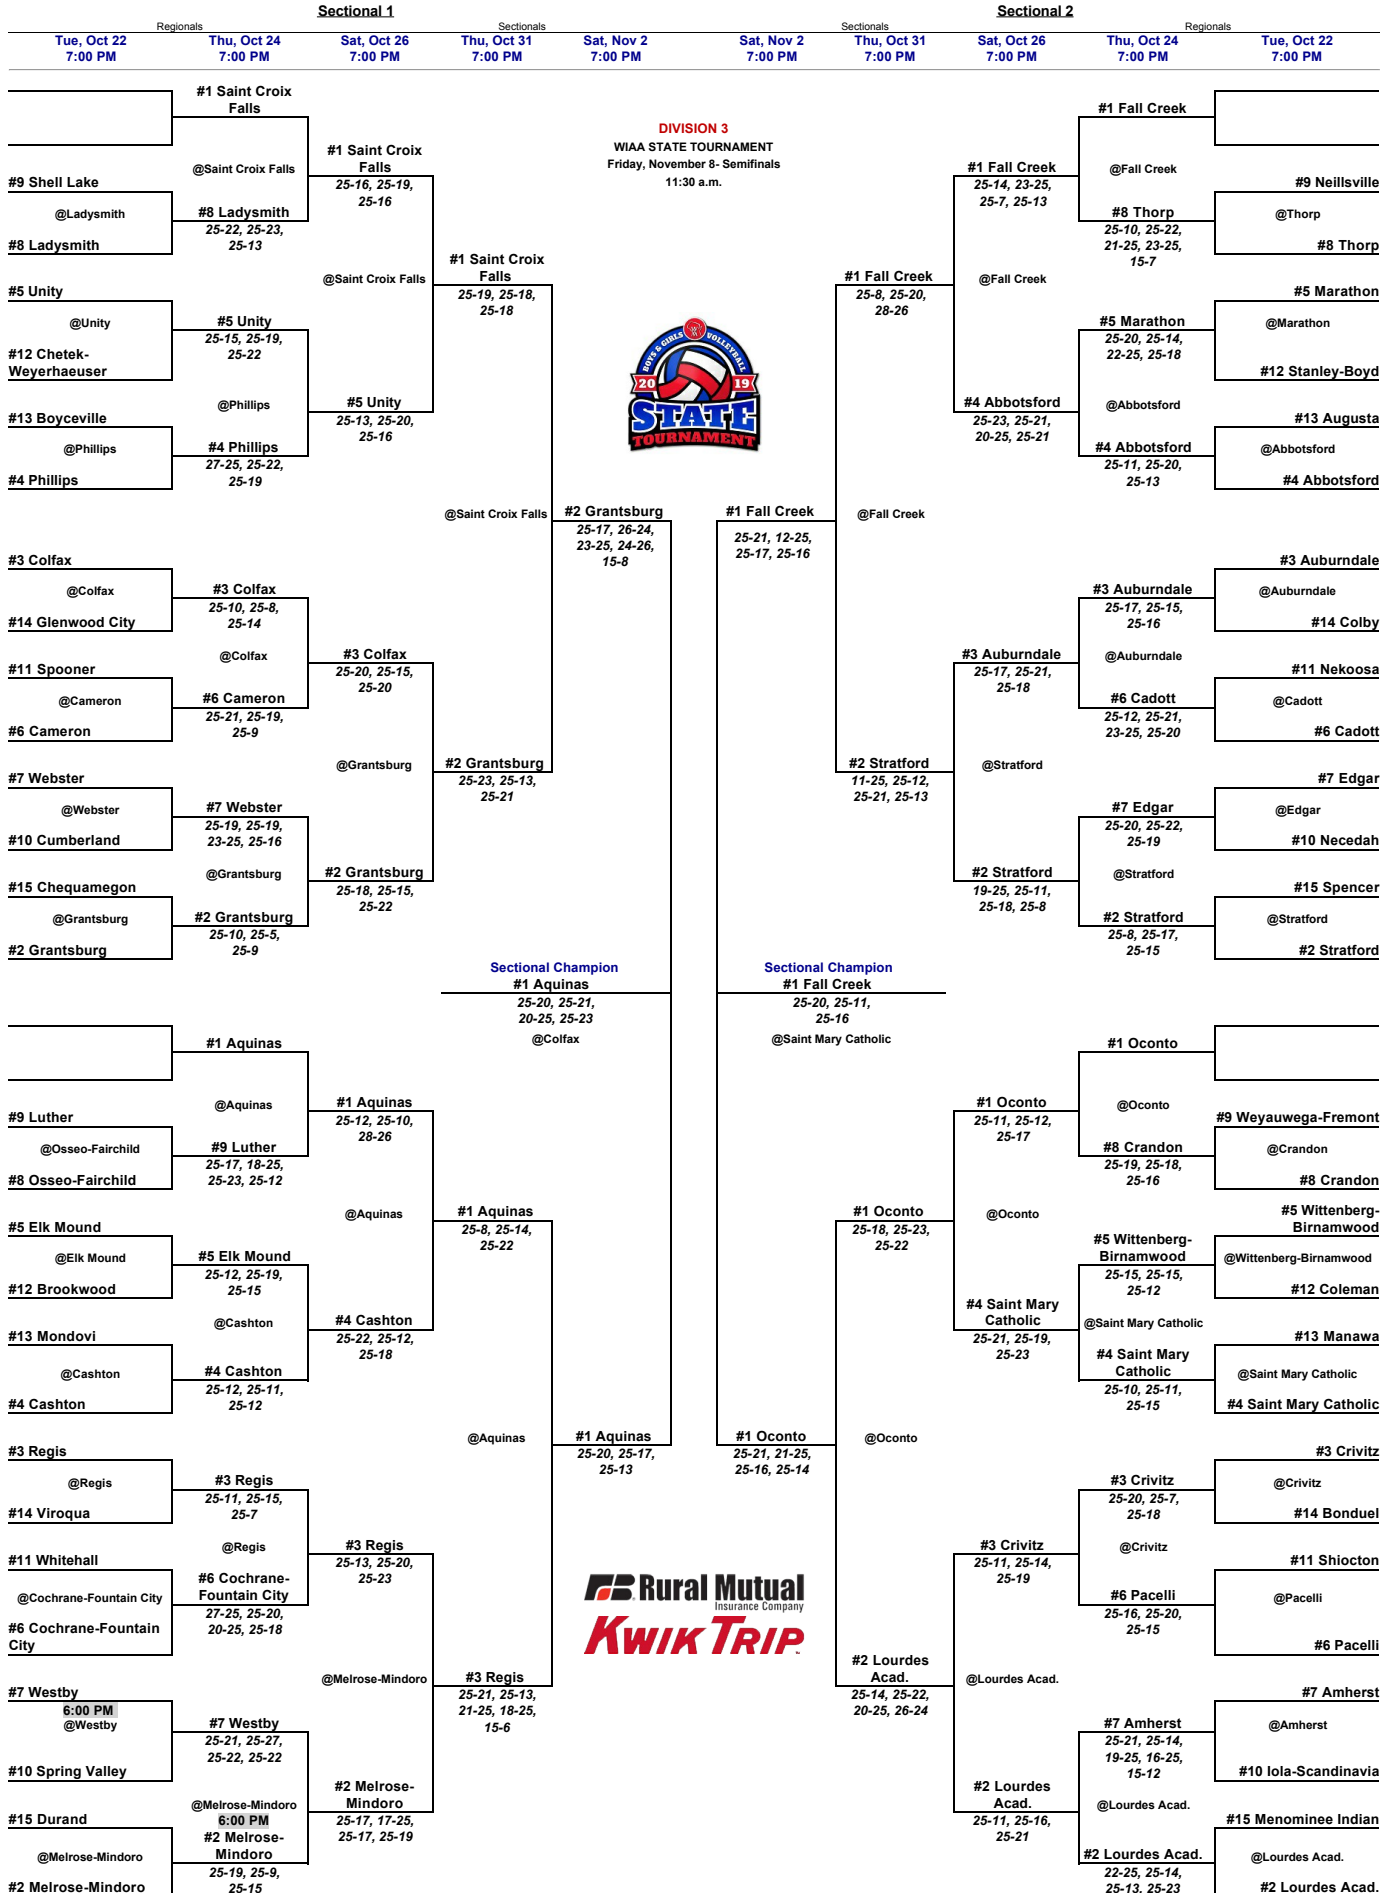 Sectional 1
Sectional 2
Regionals
Sectionals
Sectionals
Regionals
Tue, Oct 22
7:00 PM
Thu, Oct 24
7:00 PM
Sat, Oct 26
7:00 PM
Thu, Oct 31
7:00 PM
Sat, Nov 2
7:00 PM
Sat, Nov 2
7:00 PM
Thu, Oct 31
7:00 PM
Sat, Oct 26
7:00 PM
Thu, Oct 24
7:00 PM
Tue, Oct 22
7:00 PM
DIVISION 3
WIAA STATE TOURNAMENT
Friday, November 8- Semifinals
11:30 a.m.
BOYS & GIRLS VOLLEYBALL
20 19
STATE
TOURNAMENT
#9 Shell Lake
@Ladysmith
#8 Ladysmith
#5 Unity
@Unity
#12 Chetek-
Weyerhaeuser
#13 Boyceville
@Phillips
#4 Phillips
#3 Colfax
@Colfax
#14 Glenwood City
#11 Spooner
@Cameron
#6 Cameron
#7 Webster
@Webster
#10 Cumberland
#15 Chequamegon
@Grantsburg
#2 Grantsburg
#1 Saint Croix
Falls
@Saint Croix Falls
#8 Ladysmith
25-22, 25-23,
25-13
#5 Unity
25-15, 25-19,
25-22
@Phillips
#4 Phillips
27-25, 25-22,
25-19
#3 Colfax
25-10, 25-8,
25-14
@Colfax
#6 Cameron
25-21, 25-19,
25-9
#7 Webster
25-19, 25-19,
23-25, 25-16
@Grantsburg
#2 Grantsburg
25-10, 25-5,
25-9
#1 Saint Croix
Falls
25-16, 25-19,
25-16
@Saint Croix Falls
#5 Unity
25-13, 25-20,
25-16
#3 Colfax
25-20, 25-15,
25-20
@Grantsburg
#2 Grantsburg
25-18, 25-15,
25-22
#1 Saint Croix
Falls
25-19, 25-18,
25-18
@Saint Croix Falls
#2 Grantsburg
25-23, 25-13,
25-21
#2 Grantsburg
25-17, 26-24,
23-25, 24-26,
15-8
#1 Fall Creek
25-21, 12-25,
25-17, 25-16
#1 Fall Creek
25-8, 25-20,
28-26
@Fall Creek
#2 Stratford
11-25, 25-12,
25-21, 25-13
#1 Fall Creek
25-14, 23-25,
25-7, 25-13
@Fall Creek
#4 Abbotsford
25-23, 25-21,
20-25, 25-21
#3 Auburndale
25-17, 25-21,
25-18
@Stratford
#2 Stratford
19-25, 25-11,
25-18, 25-8
#1 Fall Creek
@Fall Creek
#8 Thorp
25-10, 25-22,
21-25, 23-25,
15-7
#5 Marathon
25-20, 25-14,
22-25, 25-18
@Abbotsford
#4 Abbotsford
25-11, 25-20,
25-13
#3 Auburndale
25-17, 25-15,
25-16
@Auburndale
#6 Cadott
25-12, 25-21,
23-25, 25-20
#7 Edgar
25-20, 25-22,
25-19
@Stratford
#2 Stratford
25-8, 25-17,
25-15
#9 Neillsville
@Thorp
#8 Thorp
#5 Marathon
@Marathon
#12 Stanley-Boyd
#13 Augusta
@Abbotsford
#4 Abbotsford
#3 Auburndale
@Auburndale
#14 Colby
#11 Nekoosa
@Cadott
#6 Cadott
#7 Edgar
@Edgar
#10 Necedah
#15 Spencer
@Stratford
#2 Stratford
Sectional Champion
#1 Aquinas
25-20, 25-21,
20-25, 25-23
@Colfax
Sectional Champion
#1 Fall Creek
25-20, 25-11,
25-16
@Saint Mary Catholic
#9 Luther
@Osseo-Fairchild
#8 Osseo-Fairchild
#5 Elk Mound
@Elk Mound
#12 Brookwood
#13 Mondovi
@Cashton
#4 Cashton
#3 Regis
@Regis
#14 Viroqua
#11 Whitehall
@Cochrane-Fountain City
#6 Cochrane-Fountain
City
#7 Westby
6:00 PM
@Westby
#10 Spring Valley
#15 Durand
@Melrose-Mindoro
#2 Melrose-Mindoro
#1 Aquinas
@Aquinas
#9 Luther
25-17, 18-25,
25-23, 25-12
#5 Elk Mound
25-12, 25-19,
25-15
@Cashton
#4 Cashton
25-12, 25-11,
25-12
#3 Regis
25-11, 25-15,
25-7
@Regis
#6 Cochrane-
Fountain City
27-25, 25-20,
20-25, 25-18
#7 Westby
25-21, 25-27,
25-22, 25-22
@Melrose-Mindoro
6:00 PM
#2 Melrose-
Mindoro
25-19, 25-9,
25-15
#1 Aquinas
25-12, 25-10,
28-26
@Aquinas
#4 Cashton
25-22, 25-12,
25-18
#3 Regis
25-13, 25-20,
25-23
@Melrose-Mindoro
#2 Melrose-
Mindoro
25-17, 17-25,
25-17, 25-19
#1 Aquinas
25-8, 25-14,
25-22
@Aquinas
#3 Regis
25-21, 25-13,
21-25, 18-25,
15-6
#1 Aquinas
25-20, 25-17,
25-13
Rural Mutual
Insurance Company
KWIK TRIP
#1 Oconto
25-21, 21-25,
25-16, 25-14
#1 Oconto
25-18, 25-23,
25-22
@Oconto
#2 Lourdes
Acad.
25-14, 25-22,
20-25, 26-24
#1 Oconto
25-11, 25-12,
25-17
@Oconto
#4 Saint Mary
Catholic
25-21, 25-19,
25-23
#3 Crivitz
25-11, 25-14,
25-19
@Lourdes Acad.
#2 Lourdes
Acad.
25-11, 25-16,
25-21
#1 Oconto
@Oconto
#8 Crandon
25-19, 25-18,
25-16
#5 Wittenberg-
Birnamwood
25-15, 25-15,
25-12
@Saint Mary Catholic
#4 Saint Mary
Catholic
25-10, 25-11,
25-15
#3 Crivitz
25-20, 25-7,
25-18
@Crivitz
#6 Pacelli
25-16, 25-20,
25-15
#7 Amherst
25-21, 25-14,
19-25, 16-25,
15-12
@Lourdes Acad.
#2 Lourdes Acad.
22-25, 25-14,
25-13, 25-23
#9 Weyauwega-Fremont
@Crandon
#8 Crandon
#5 Wittenberg-
Birnamwood
@Wittenberg-Birnamwood
#12 Coleman
#13 Manawa
@Saint Mary Catholic
#4 Saint Mary Catholic
#3 Crivitz
@Crivitz
#14 Bonduel
#11 Shiocton
@Pacelli
#6 Pacelli
#7 Amherst
@Amherst
#10 Iola-Scandinavia
#15 Menominee Indian
@Lourdes Acad.
#2 Lourdes Acad.